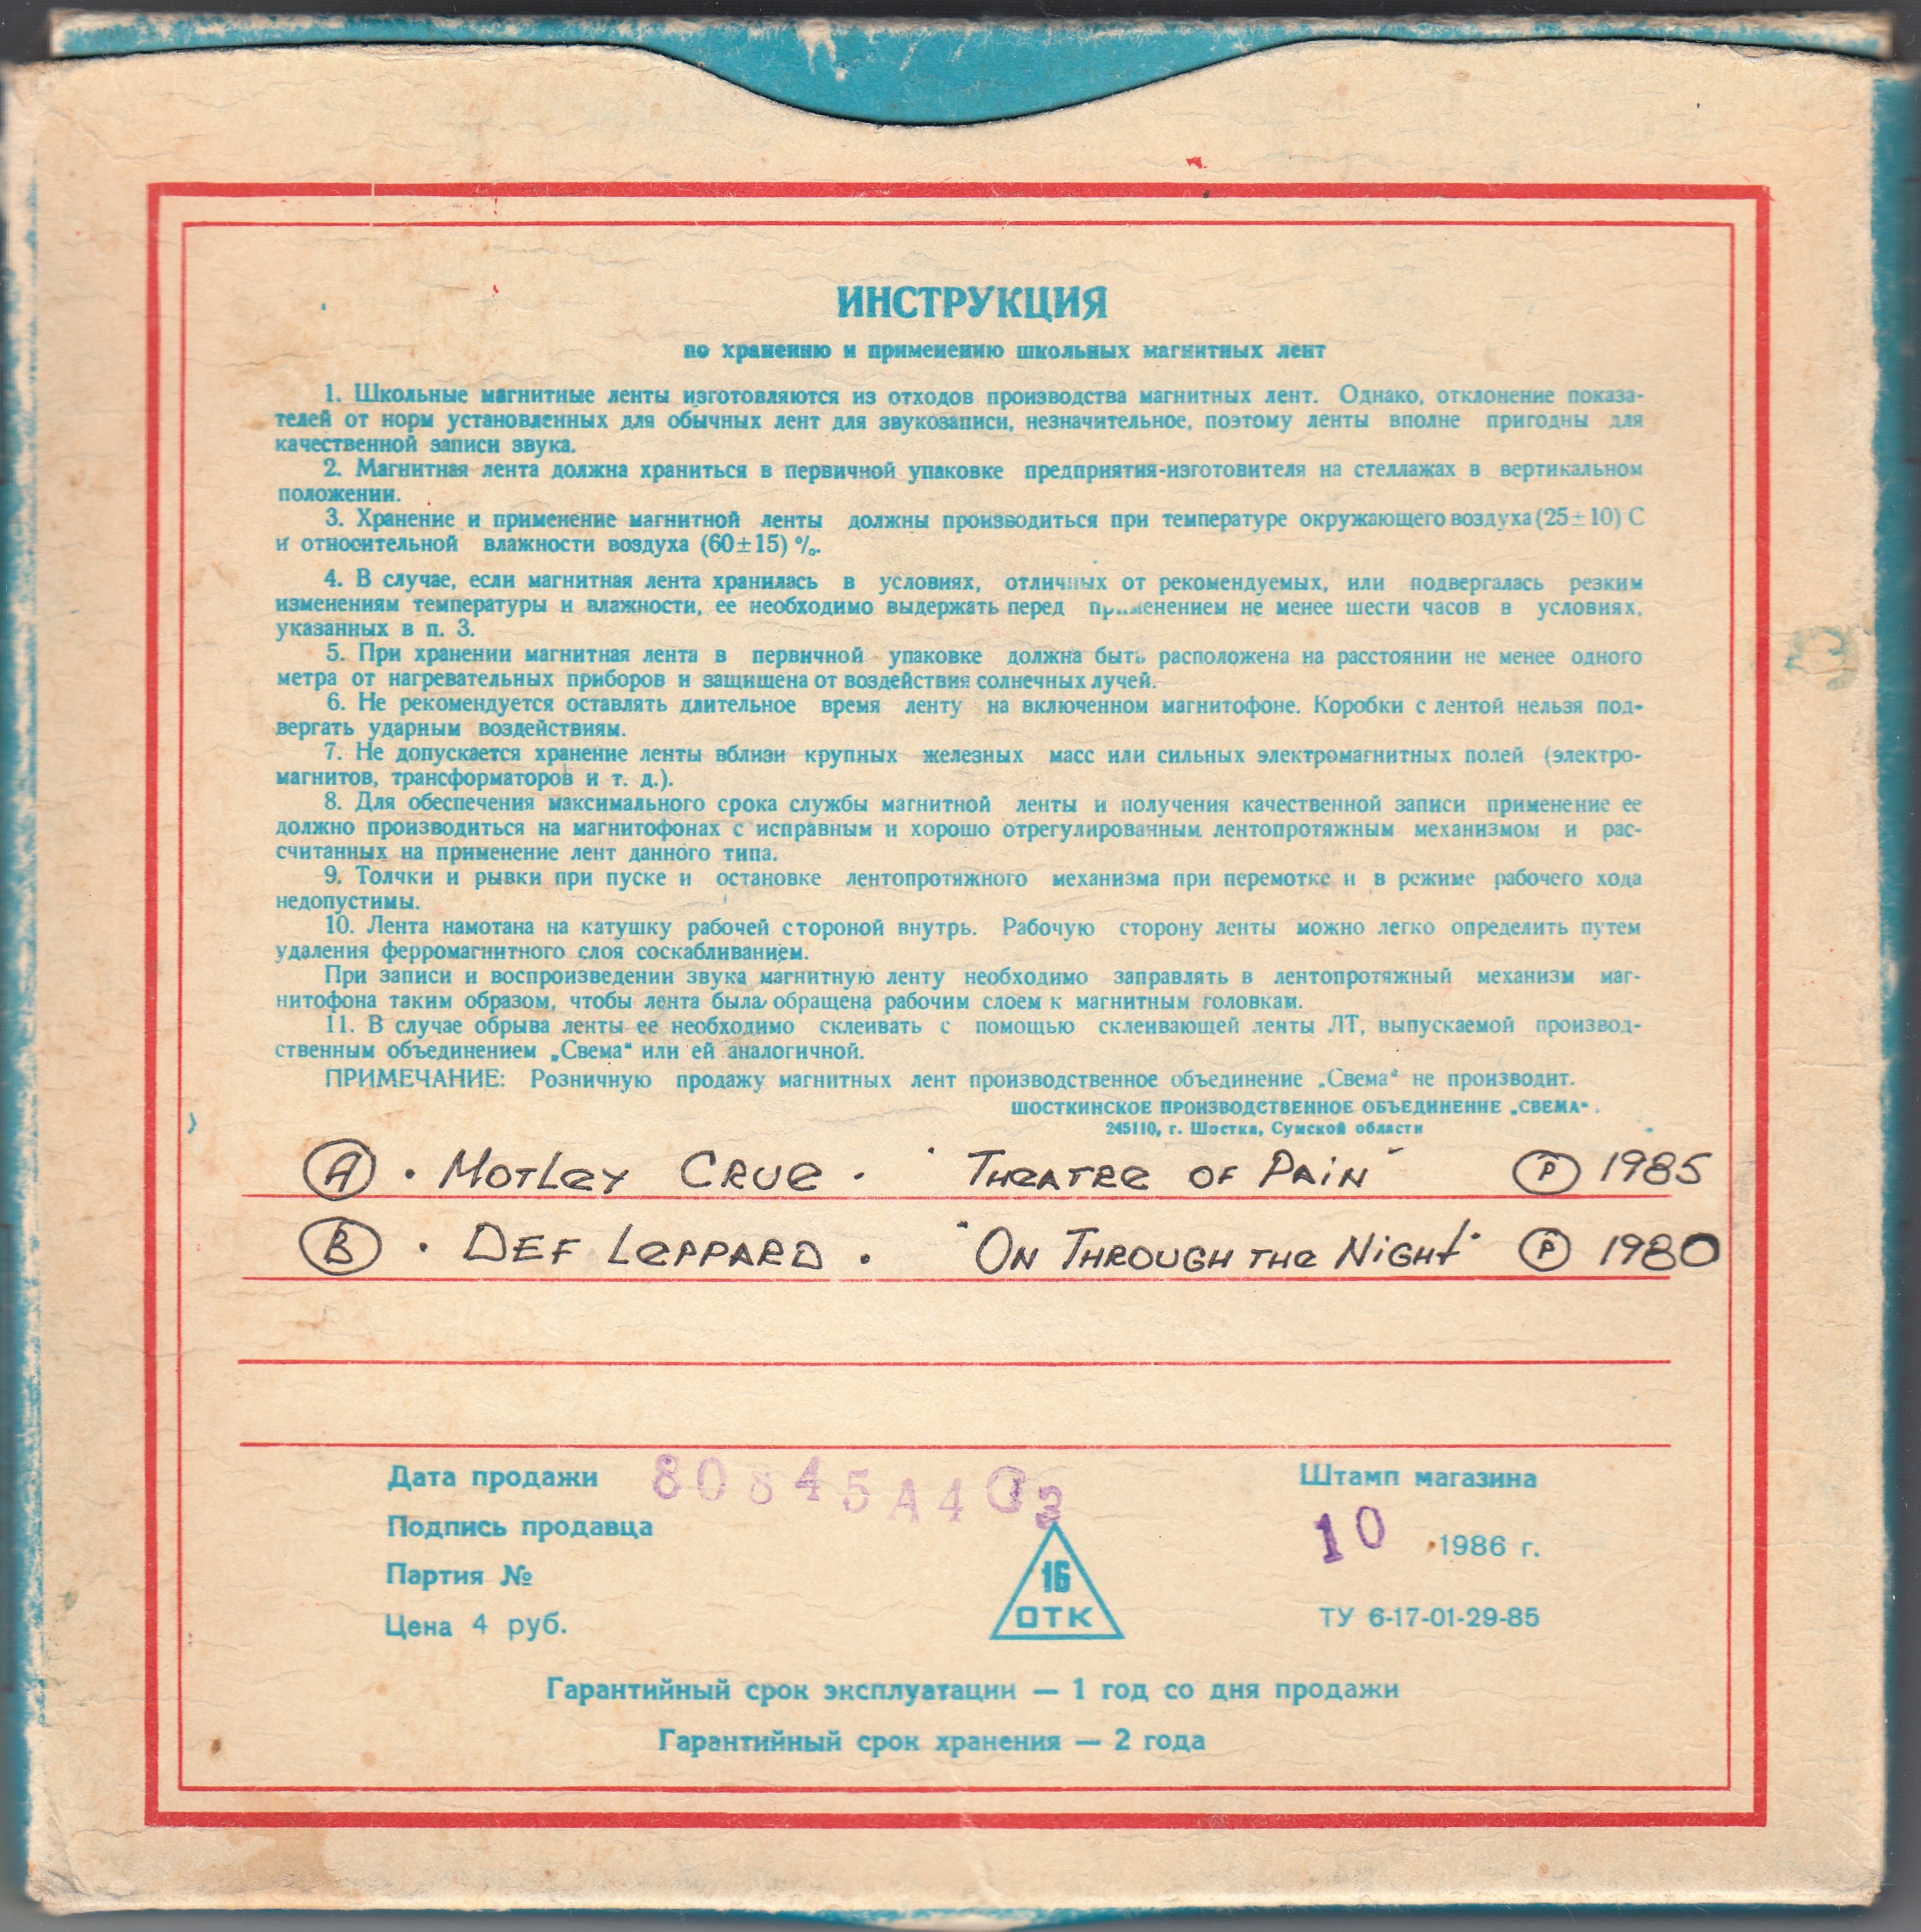 ИНСТРУКЦИЯ
по хранению и применению школьных магнитных лент
1. Школьные магнитные ленты изготовляются из отходов производства магнитных лент. Однако, отклонение показа-
телей от норм установленных для обычных лент для звукозаписи, незначительное, поэтому ленты вполне пригодны для
качественной записи звука.
2. Магнитная лента должна храниться в первичной упаковке предприятия-изготовителя на стеллажах в вертикальном
положении.
3. Хранение и применение магнитной ленты должны производиться при температуре окружающего воздуха (25±10) С
и относительной влажности воздуха (60±15) %.
4. В случае, если магнитная лента хранилась в условиях, отличных от рекомендуемых, или подвергалась резким
изменениям температуры и влажности, ее необходимо выдержать перед применением не менее шести часов в условиях,
указанных в п. 3.
5. При хранении магнитная лента в первичной упаковке должна быть расположена на расстоянии не менее одного
метра от нагревательных приборов и защищена от воздействия солнечных лучей.
6. Не рекомендуется оставлять длительное время ленту на включенном магнитофоне. Коробки с лентой нельзя под-
вергать ударным воздействиям.
7. Не допускается хранение ленты вблизи крупных железных масс или сильных электромагнитных полей (электро-
магнитов, трансформаторов и т. д.).
8. Для обеспечения максимального срока службы магнитной ленты и получения качественной записи применение ее
должно производиться на магнитофонах с исправным и хорошо отрегулированным лентопротяжным механизмом и рас-
считанных на применение лент данного типа.
9. Толчки и рывки при пуске и остановке лентопротяжного механизма при перемотке и в режиме рабочего хода
недопустимы.
10. Лента намотана на катушку рабочей стороной внутрь. Рабочую сторону ленты можно легко определить путем
удаления ферромагнитного слоя соскабливанием.
При записи и воспроизведении звука магнитную ленту необходимо заправлять в лентопротяжный механизм маг-
нитофона таким образом, чтобы лента была обращена рабочим слоем к магнитным головкам.
11. В случае обрыва ленты ее необходимо склеивать с помощью склеивающей ленты ЛТ, выпускаемой производ-
ственным объединением „Свема" или ей аналогичной.
ПРИМЕЧАНИЕ: Розничную продажу магнитных лент производственное объединение „Свема" не производит.
ШОСТКИНСКОЕ ПРОИЗВОДСТВЕННОЕ ОБЪЕДИНЕНИЕ „СВЕМА".
245110, г. Шостка, Сумской области
Ⓐ · MOTLEY CRUE · "THEATRE OF PAIN" Ⓟ 1985
Ⓑ · DEF LEPPARD · "ON THROUGH THE NIGHT" Ⓟ 1980
Дата продажи Штамп магазина
Подпись продавца 10 1986 г.
Партия № 16
Цена 4 руб. ОТК ТУ 6-17-01-29-85
Гарантийный срок эксплуатации — 1 год со дня продажи
Гарантийный срок хранения — 2 года